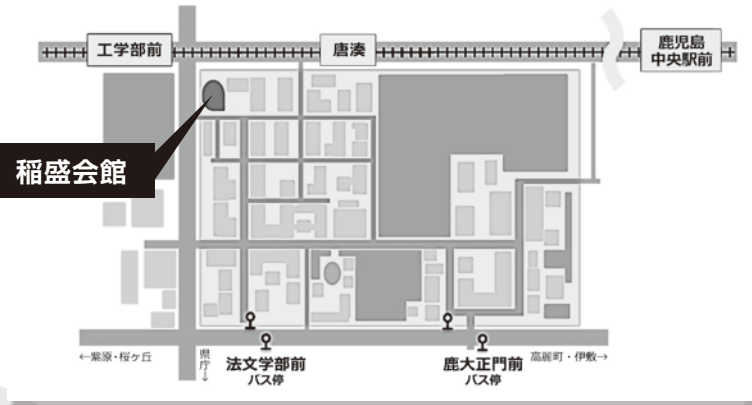 工学部前
唐湊
鹿児島
中央駅前
稲盛会館
←紫原・桜ケ丘
県庁→
法文学部前
バス停
鹿大正門前
バス停
高麗町・伊敷→